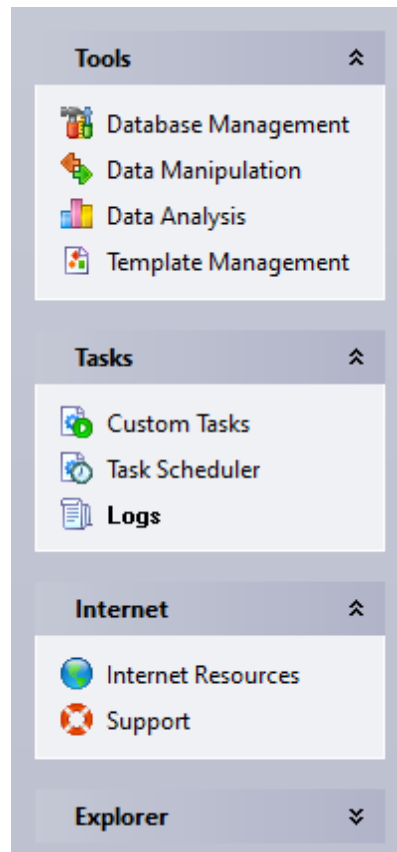 Tools
Database Management
Data Manipulation
Data Analysis
Template Management
Tasks
Custom Tasks
Task Scheduler
Logs
Internet
Internet Resources
Support
Explorer